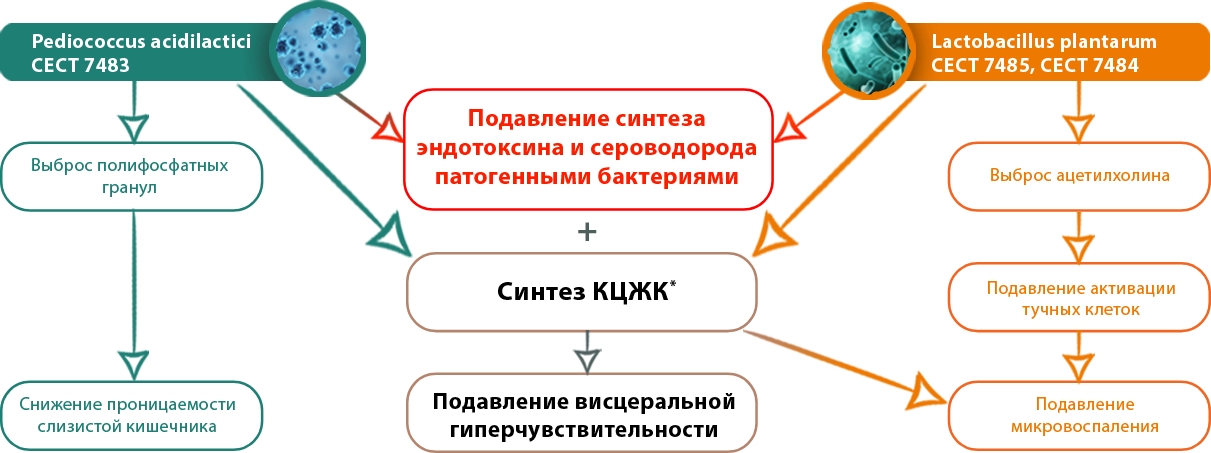 Pediococcus acidilactici
CECT 7483
Lactobacillus plantarum
CECT 7485, CECT 7484
Подавление синтеза
эндотоксина и сероводорода
патогенными бактериями
Выброс полифосфатных
гранул
Выброс ацетилхолина
+
Синтез КЦЖК*
Подавление активации
тучных клеток
Снижение проницаемости
слизистой кишечника
Подавление висцеральной
гиперчувствительности
Подавление
микровоспаления